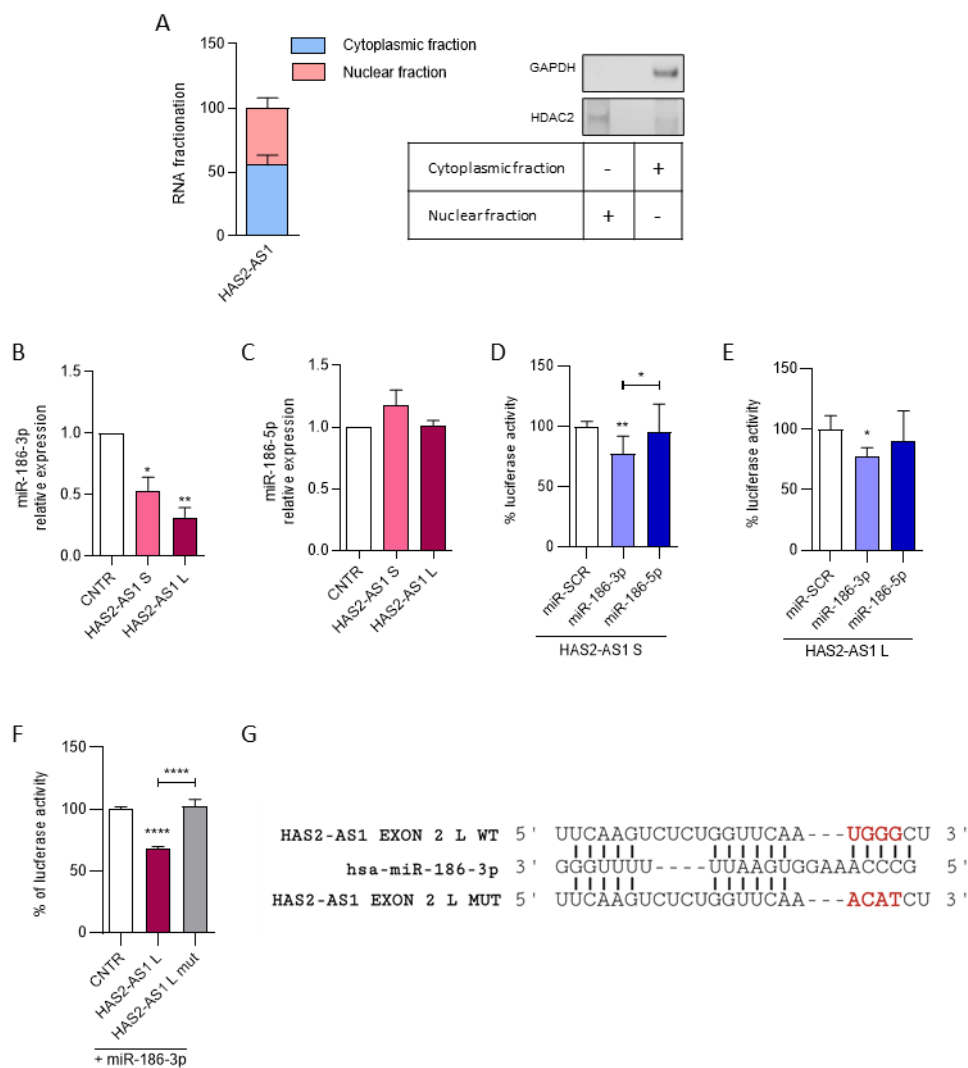 A
150
100
50
0
RNA fractionation
HAS2-AS1
Cytoplasmic fraction
Nuclear fraction
GAPDH
HDAC2
Cytoplasmic fraction - +
Nuclear fraction + -
B
1.5
1.0
0.5
0.0
miR-186-3p
relative expression
*
**
CNTR
HAS2-AS1 S
HAS2-AS1 L
C
1.5
1.0
0.5
0.0
miR-186-5p
relative expression
CNTR
HAS2-AS1 S
HAS2-AS1 L
D
150
100
50
0
% luciferase activity
**
*
miR-SCR
miR-186-3p
miR-186-5p
HAS2-AS1 S
E
150
100
50
0
% luciferase activity
*
miR-SCR
miR-186-3p
miR-186-5p
HAS2-AS1 L
F
150
100
50
0
% of luciferase activity
****
****
CNTR
HAS2-AS1 L
HAS2-AS1 L mut
+ miR-186-3p
G
HAS2-AS1 EXON 2 L WT 5' UUCAAGUCUCUGGUUCAA---UGGGCU 3'
hsa-miR-186-3p 3' GGGUUUU----UUAAGUGGAAACCCG 5'
HAS2-AS1 EXON 2 L MUT 5' UUCAAGUCUCUGGUUCAA---ACAUCU 3'